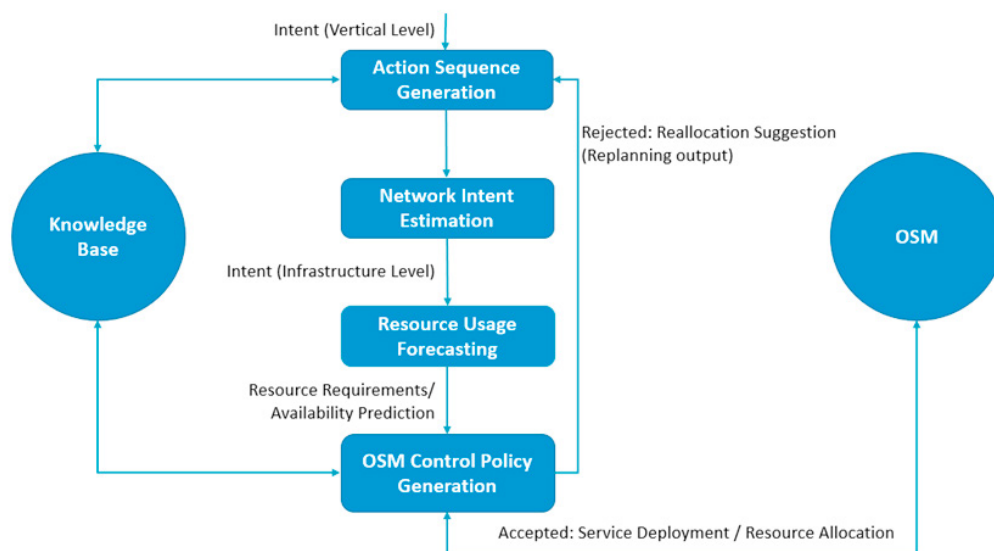 Intent (Vertical Level)
Action Sequence
Generation
Rejected: Reallocation Suggestion
(Replanning output)
Knowledge
Base
Network Intent
Estimation
OSM
Intent (Infrastructure Level)
Resource Usage
Forecasting
Resource Requirements/
Availability Prediction
OSM Control Policy
Generation
Accepted: Service Deployment / Resource Allocation